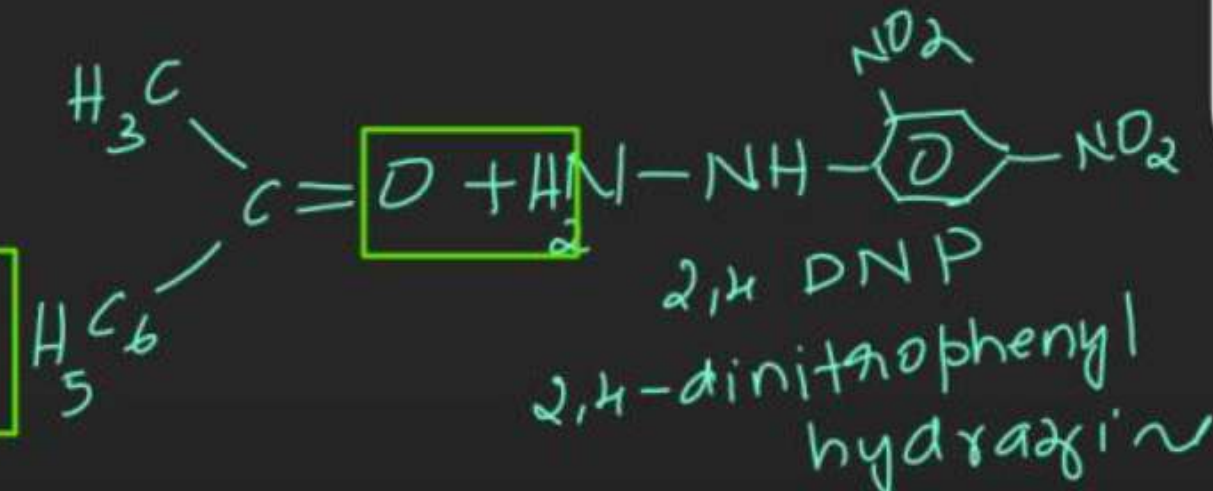 NO2
H3C
C=O + H2N-NH- -NO2
H5C6
2,4 DNP
2,4-dinitrophenyl
hydrazin